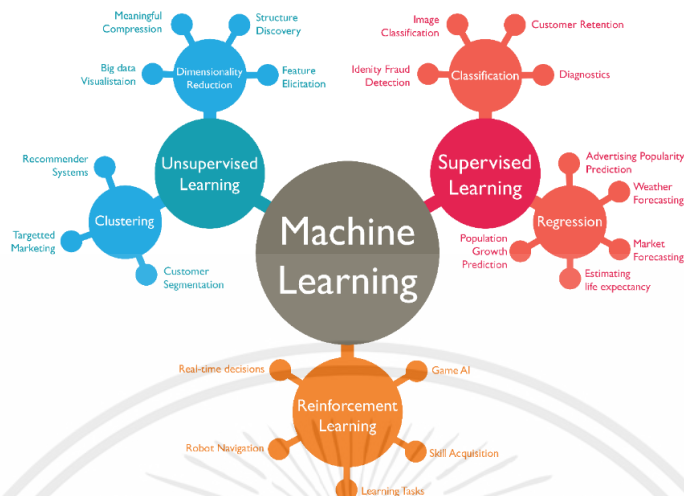 Meaningful
Compression
Structure
Discovery
Big data
Visualistaion
Dimensionality
Reduction
Feature
Elicitation
Image
Classification
Customer Retention
Idenity Fraud
Detection
Classification
Diagnostics
Unsupervised
Learning
Supervised
Learning
Recommender
Systems
Clustering
Targetted
Marketing
Customer
Segmentation
Machine
Learning
Advertising Popularity
Prediction
Weather
Forecasting
Regression
Population
Growth
Prediction
Market
Forecasting
Estimating
life expectancy
Real-time decisions
Game AI
Reinforcement
Learning
Robot Navigation
Skill Acquisition
Learning Tasks